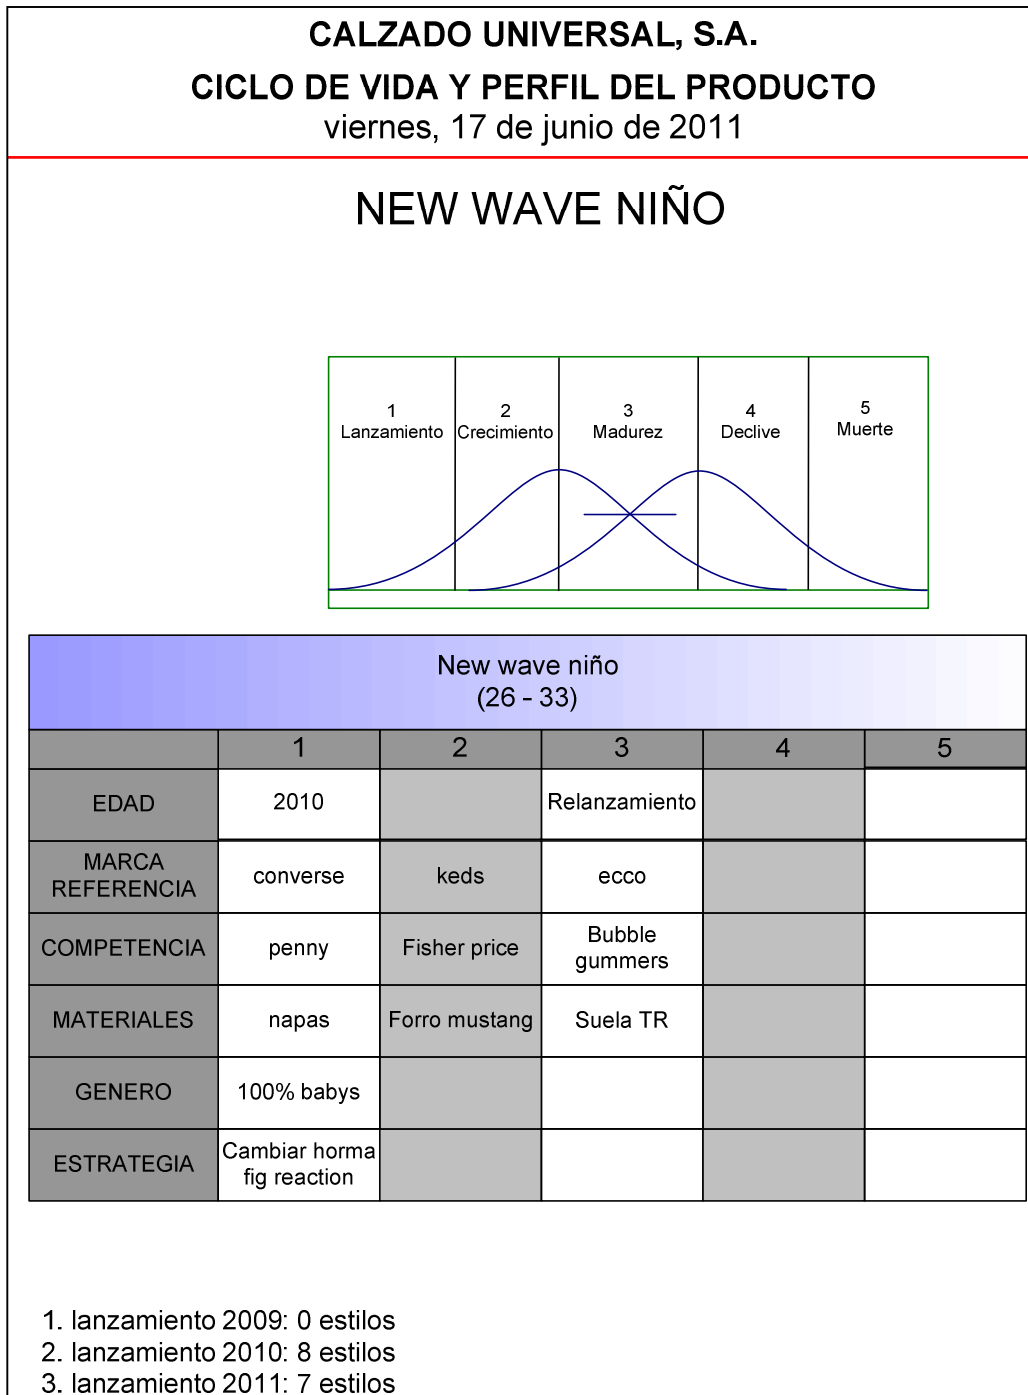 CALZADO UNIVERSAL, S.A.
CICLO DE VIDA Y PERFIL DEL PRODUCTO
viernes, 17 de junio de 2011
NEW WAVE NIÑO
1
Lanzamiento
2
Crecimiento
3
Madurez
4
Declive
5
Muerte
New wave niño
(26 - 33)
1 2 3 4 5
EDAD 2010 Relanzamiento
MARCA
REFERENCIA converse keds ecco
COMPETENCIA penny Fisher price Bubble
gummers
MATERIALES napas Forro mustang Suela TR
GENERO 100% babys
ESTRATEGIA Cambiar horma
fig reaction
1. lanzamiento 2009: 0 estilos
2. lanzamiento 2010: 8 estilos
3. lanzamiento 2011: 7 estilos